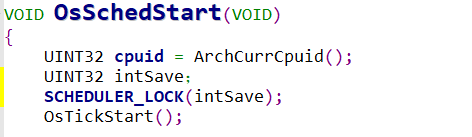 VOID OsSchedStart(VOID)
{
UINT32 cpuid = ArchCurrCpuid();
UINT32 intSave;
SCHEDULER_LOCK(intSave);
OsTickStart();